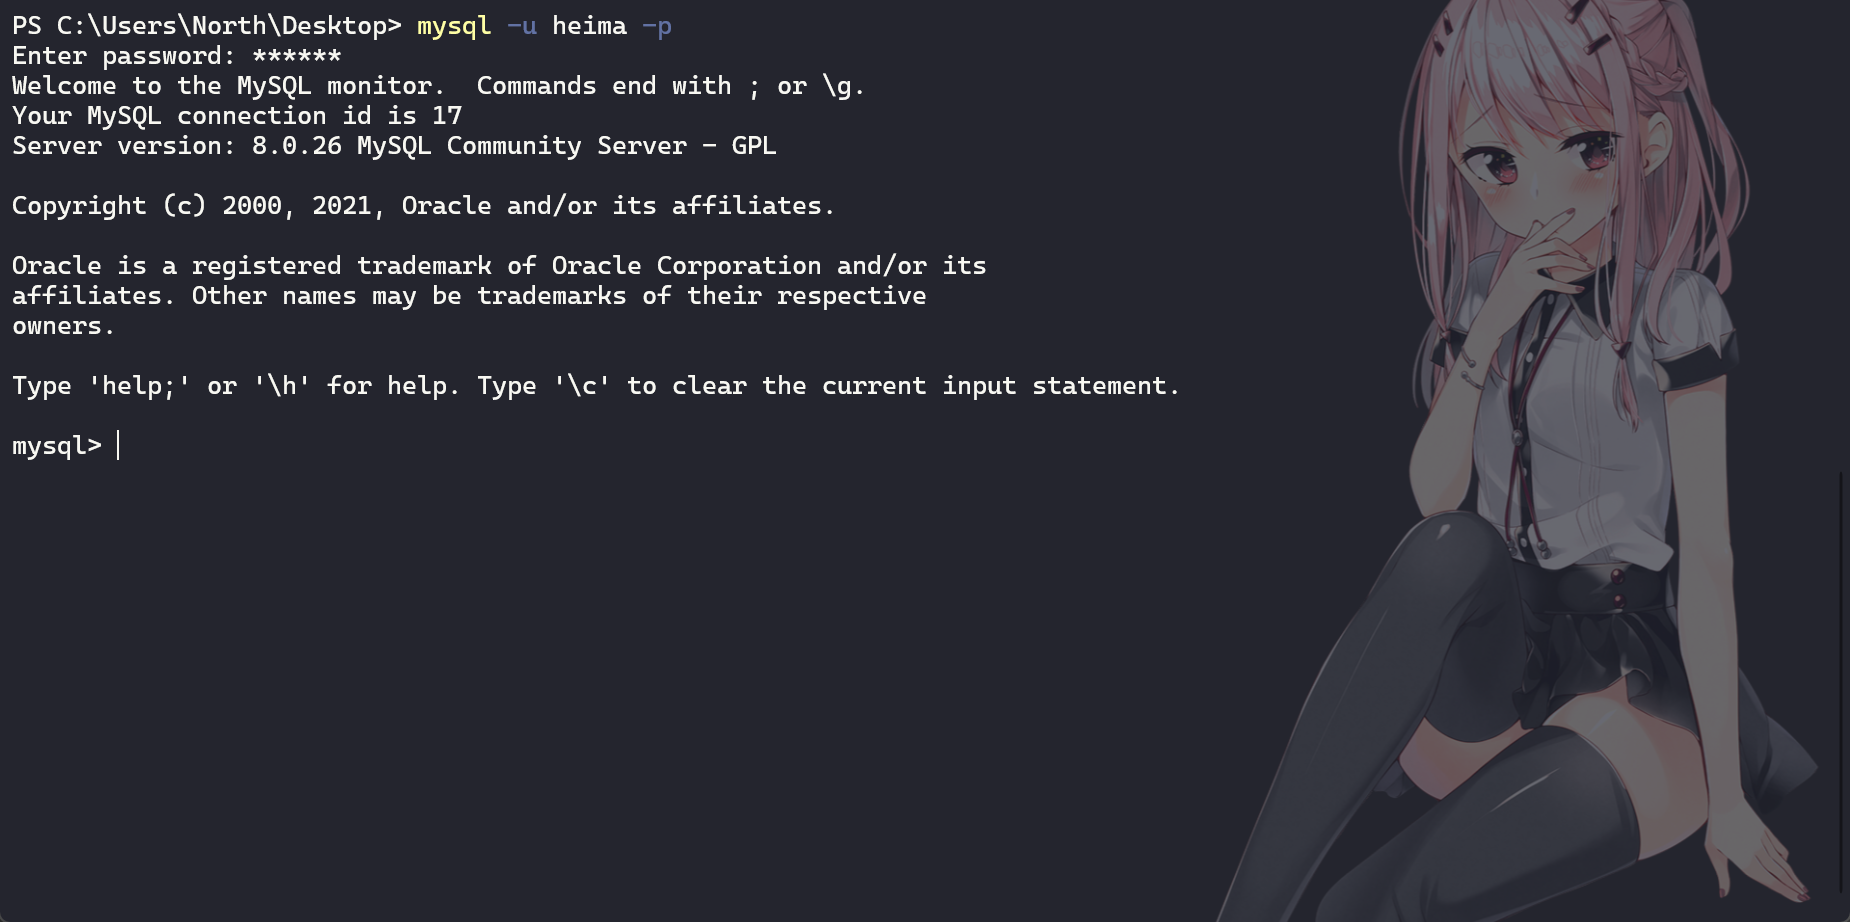 PS C:\Users\North\Desktop> mysql -u heima -p
Enter password: ******
Welcome to the MySQL monitor.  Commands end with ; or \g.
Your MySQL connection id is 17
Server version: 8.0.26 MySQL Community Server - GPL
Copyright (c) 2000, 2021, Oracle and/or its affiliates.
Oracle is a registered trademark of Oracle Corporation and/or its
affiliates. Other names may be trademarks of their respective
owners.
Type 'help;' or '\h' for help. Type '\c' to clear the current input statement.
mysql>